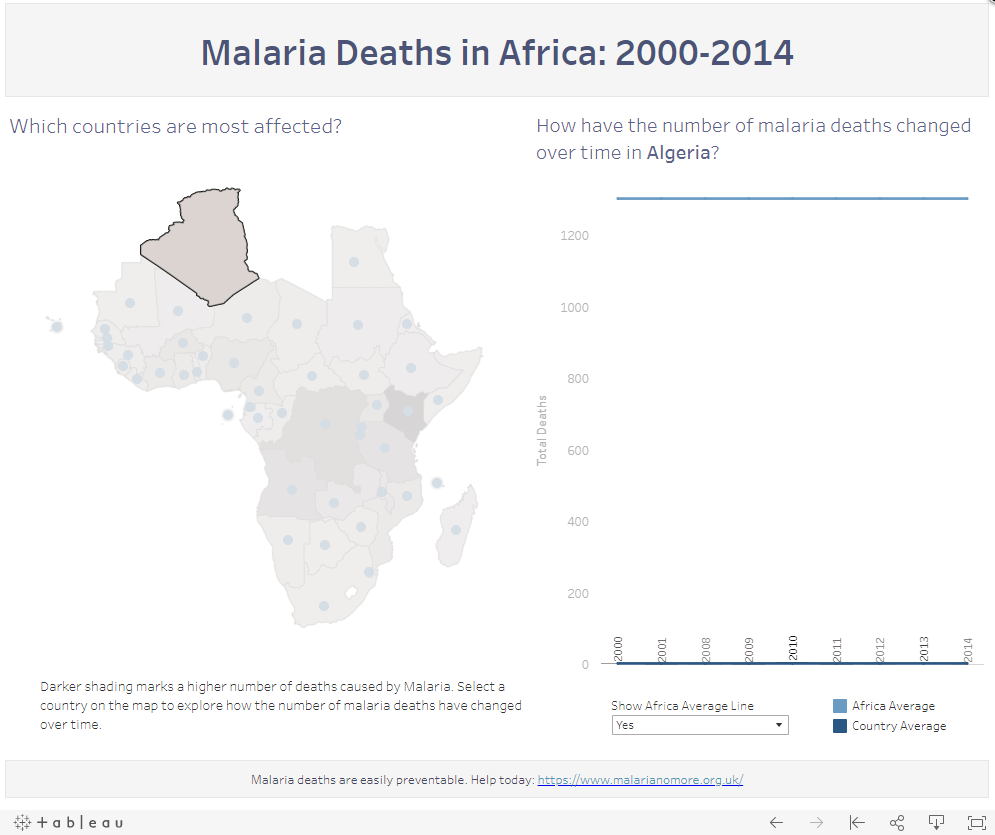 Malaria Deaths in Africa: 2000-2014
Which countries are most affected?
How have the number of malaria deaths changed
over time in Algeria?
Total Deaths
1200
1000
800
600
400
200
0
2000
2001
2008
2009
2010
2011
2012
2013
2014
Darker shading marks a higher number of deaths caused by Malaria. Select a
country on the map to explore how the number of malaria deaths have changed
over time.
Show Africa Average Line
Yes
Africa Average
Country Average
Malaria deaths are easily preventable. Help today: https://www.malarianomore.org.uk/
+ableau